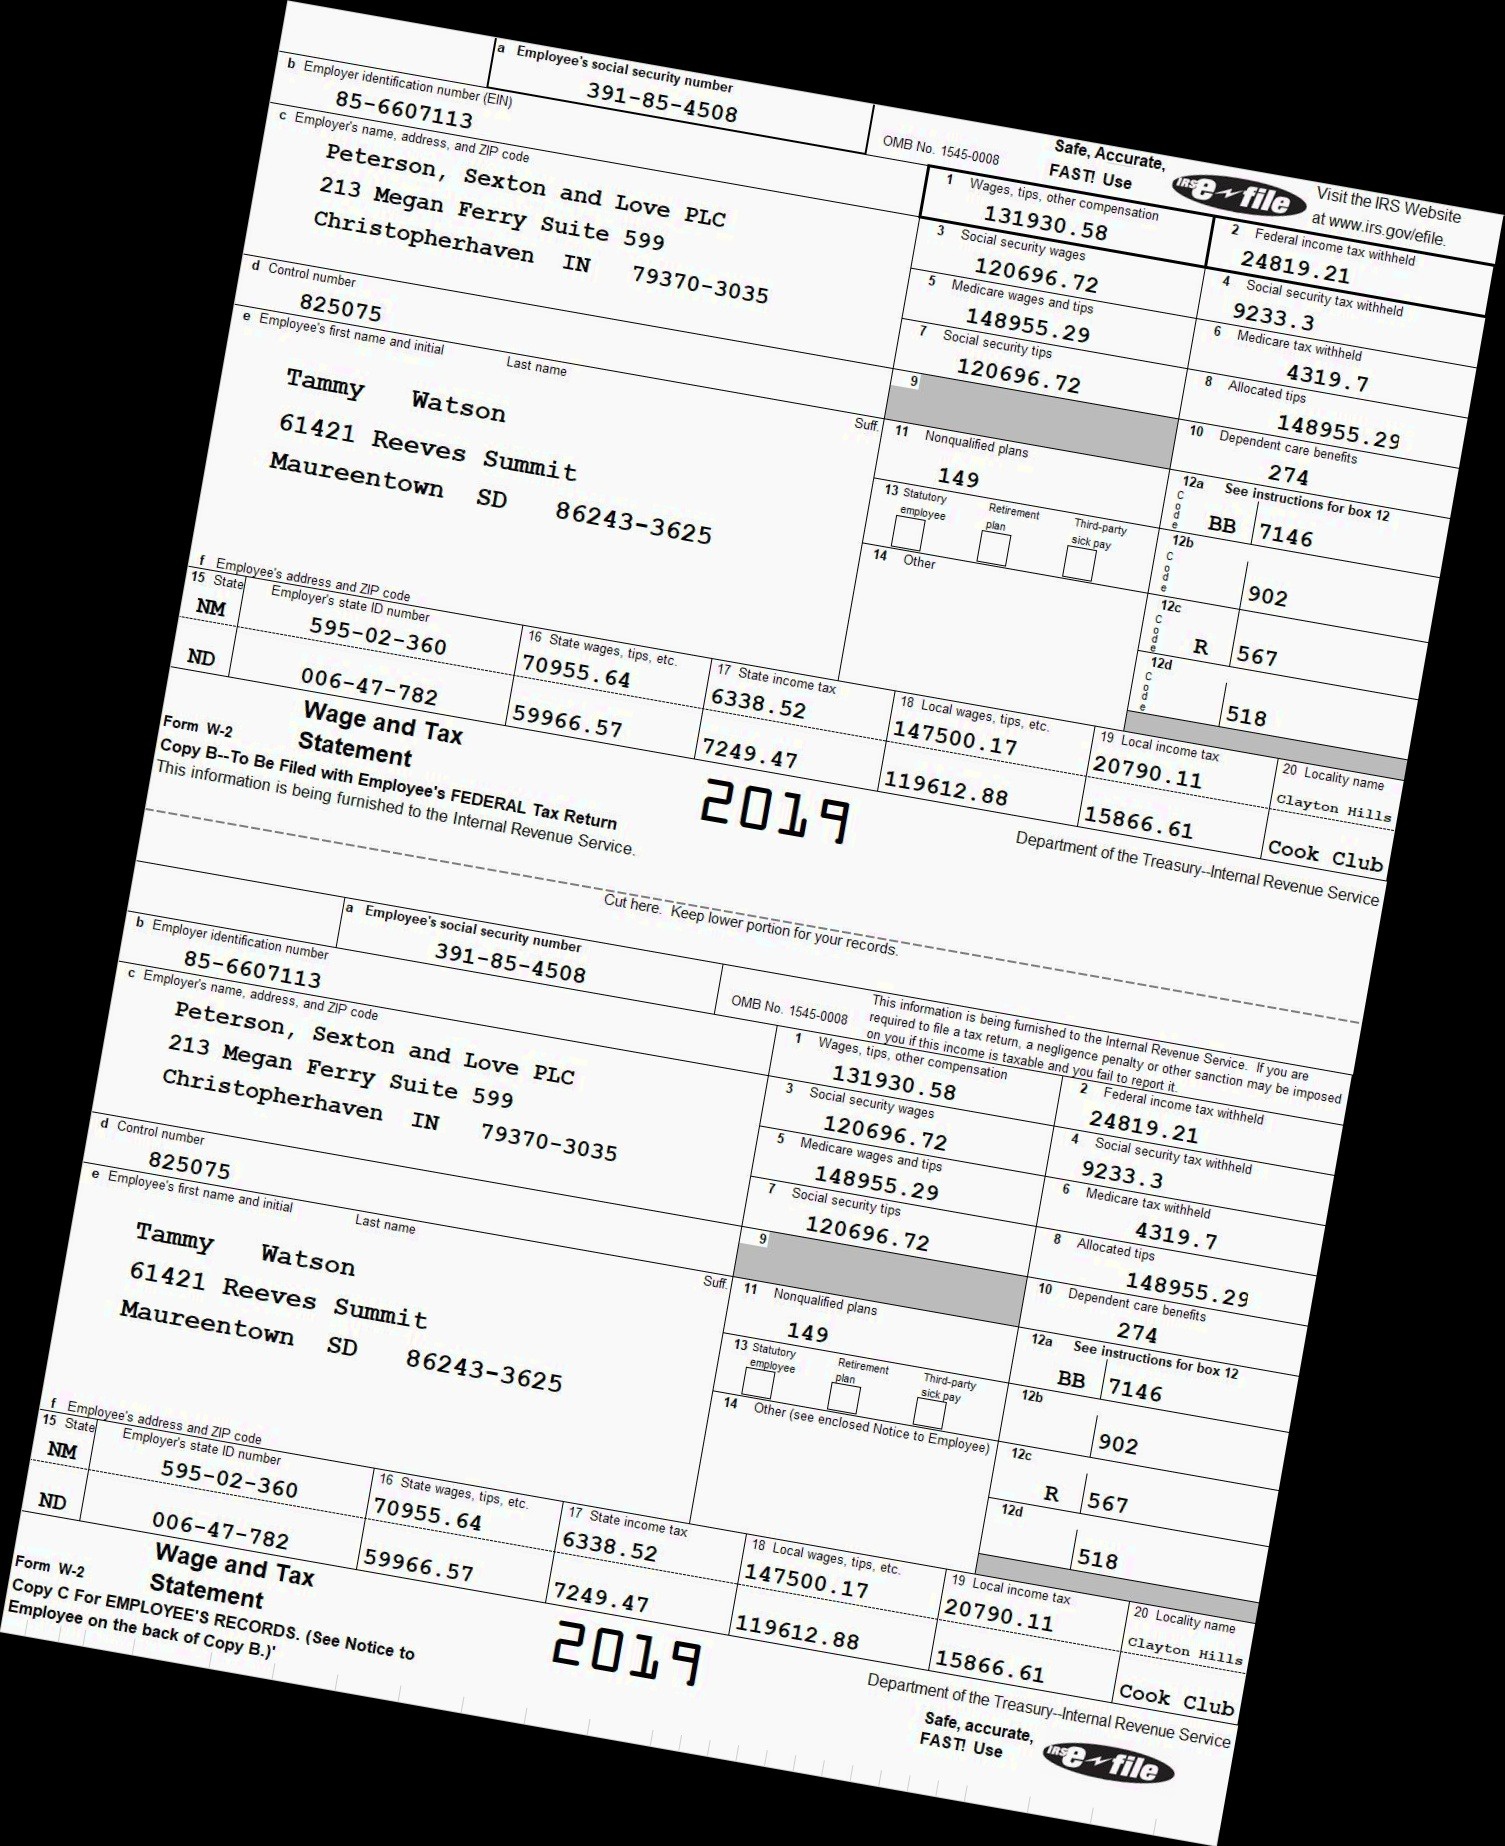 a Employee's social security number
391-85-4508
OMB No. 1545-0008
Safe, Accurate,
FAST! Use
IRS e-file
Visit the IRS Website
at www.irs.gov/efile.
b Employer identification number (EIN)
85-6607113
c Employer's name, address, and ZIP code
Peterson, Sexton and Love PLC
213 Megan Ferry Suite 599
Christopherhaven IN 79370-3035
1 Wages, tips, other compensation
131930.58
2 Federal income tax withheld
24819.21
3 Social security wages
120696.72
4 Social security tax withheld
9233.3
5 Medicare wages and tips
148955.29
6 Medicare tax withheld
4319.7
d Control number
825075
7 Social security tips
120696.72
8 Allocated tips
148955.29
e Employee's first name and initial Last name Suff.
Tammy Watson
61421 Reeves Summit
Maureentown SD 86243-3625
9
10 Dependent care benefits
274
11 Nonqualified plans
149
12a See instructions for box 12
Code BB 7146
13 Statutory employee Retirement plan Third-party sick pay
12b
Code 902
14 Other
12c
Code R 567
12d
Code 518
f Employee's address and ZIP code
15 State Employer's state ID number
16 State wages, tips, etc.
17 State income tax
18 Local wages, tips, etc.
19 Local income tax
20 Locality name
NM 595-02-360 70955.64 6338.52 147500.17 20790.11 Clayton Hills
ND 006-47-782 59966.57 7249.47 119612.88 15866.61 Cook Club
Form W-2 Wage and Tax
Statement
2019
Department of the Treasury--Internal Revenue Service
Copy B--To Be Filed with Employee's FEDERAL Tax Return
This information is being furnished to the Internal Revenue Service.
Cut here. Keep lower portion for your records.
a Employee's social security number
391-85-4508
OMB No. 1545-0008
This information is being furnished to the Internal Revenue Service. If you are
required to file a tax return, a negligence penalty or other sanction may be imposed
on you if this income is taxable and you fail to report it.
b Employer identification number
85-6607113
c Employer's name, address, and ZIP code
Peterson, Sexton and Love PLC
213 Megan Ferry Suite 599
Christopherhaven IN 79370-3035
1 Wages, tips, other compensation
131930.58
2 Federal income tax withheld
24819.21
3 Social security wages
120696.72
4 Social security tax withheld
9233.3
5 Medicare wages and tips
148955.29
6 Medicare tax withheld
4319.7
d Control number
825075
7 Social security tips
120696.72
8 Allocated tips
148955.29
e Employee's first name and initial Last name Suff.
Tammy Watson
61421 Reeves Summit
Maureentown SD 86243-3625
9
10 Dependent care benefits
274
11 Nonqualified plans
149
12a See instructions for box 12
BB 7146
13 Statutory employee Retirement plan Third-party sick pay
12b
902
14 Other (see enclosed Notice to Employee)
12c
R 567
12d
518
f Employee's address and ZIP code
15 State Employer's state ID number
16 State wages, tips, etc.
17 State income tax
18 Local wages, tips, etc.
19 Local income tax
20 Locality name
NM 595-02-360 70955.64 6338.52 147500.17 20790.11 Clayton Hills
ND 006-47-782 59966.57 7249.47 119612.88 15866.61 Cook Club
Form W-2 Wage and Tax
Statement
2019
Department of the Treasury--Internal Revenue Service
Copy C For EMPLOYEE'S RECORDS. (See Notice to
Employee on the back of Copy B.)'
Safe, accurate,
FAST! Use
IRS e-file